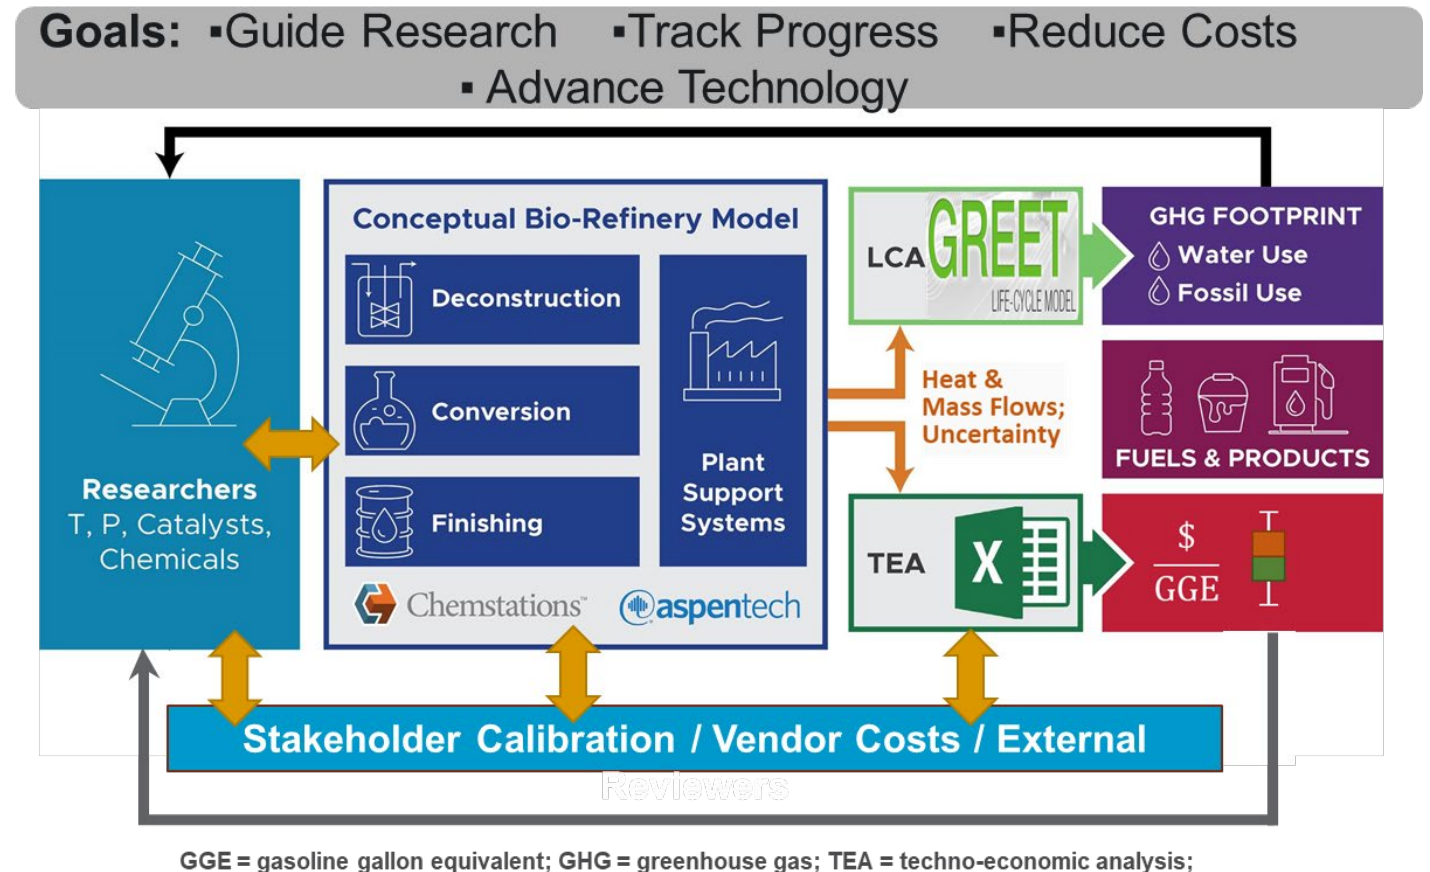 Goals: ▪Guide Research ▪Track Progress ▪Reduce Costs
▪ Advance Technology
Researchers
T, P, Catalysts,
Chemicals
Conceptual Bio-Refinery Model
Deconstruction
Conversion
Finishing
Plant
Support
Systems
Chemstations™
aspentech
Heat &
Mass Flows;
Uncertainty
LCA
GREET
LIFE-CYCLE MODEL
GHG FOOTPRINT
Water Use
Fossil Use
FUELS & PRODUCTS
TEA
X
$
GGE
Stakeholder Calibration / Vendor Costs / External
Reviewers
GGE = gasoline gallon equivalent; GHG = greenhouse gas; TEA = techno-economic analysis;